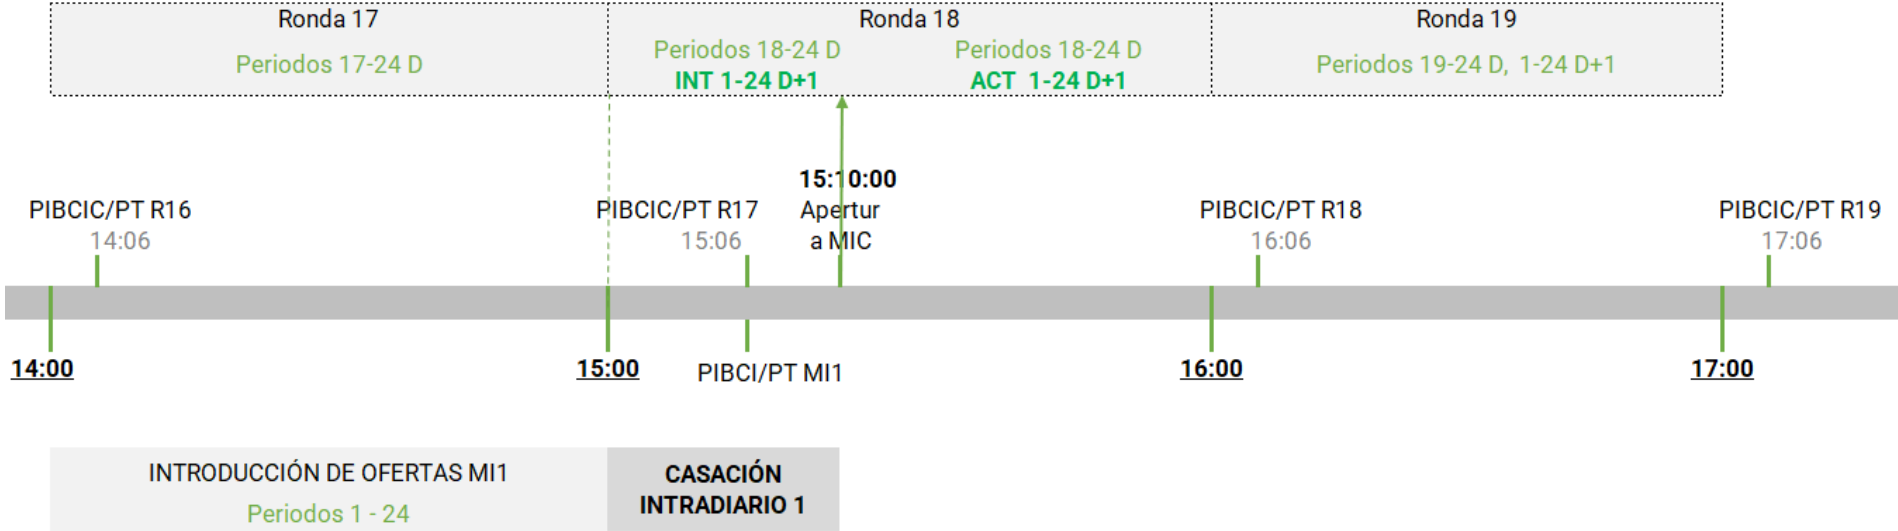 Ronda 17
Periodos 17-24 D
Ronda 18
Periodos 18-24 D
INT 1-24 D+1
Periodos 18-24 D
ACT 1-24 D+1
Ronda 19
Periodos 19-24 D, 1-24 D+1
PIBCIC/PT R16
14:06
PIBCIC/PT R17
15:06
15:10:00
Apertur
a MIC
PIBCIC/PT R18
16:06
PIBCIC/PT R19
17:06
14:00
15:00
PIBCI/PT MI1
16:00
17:00
INTRODUCCIÓN DE OFERTAS MI1
Periodos 1 - 24
CASACIÓN
INTRADIARIO 1